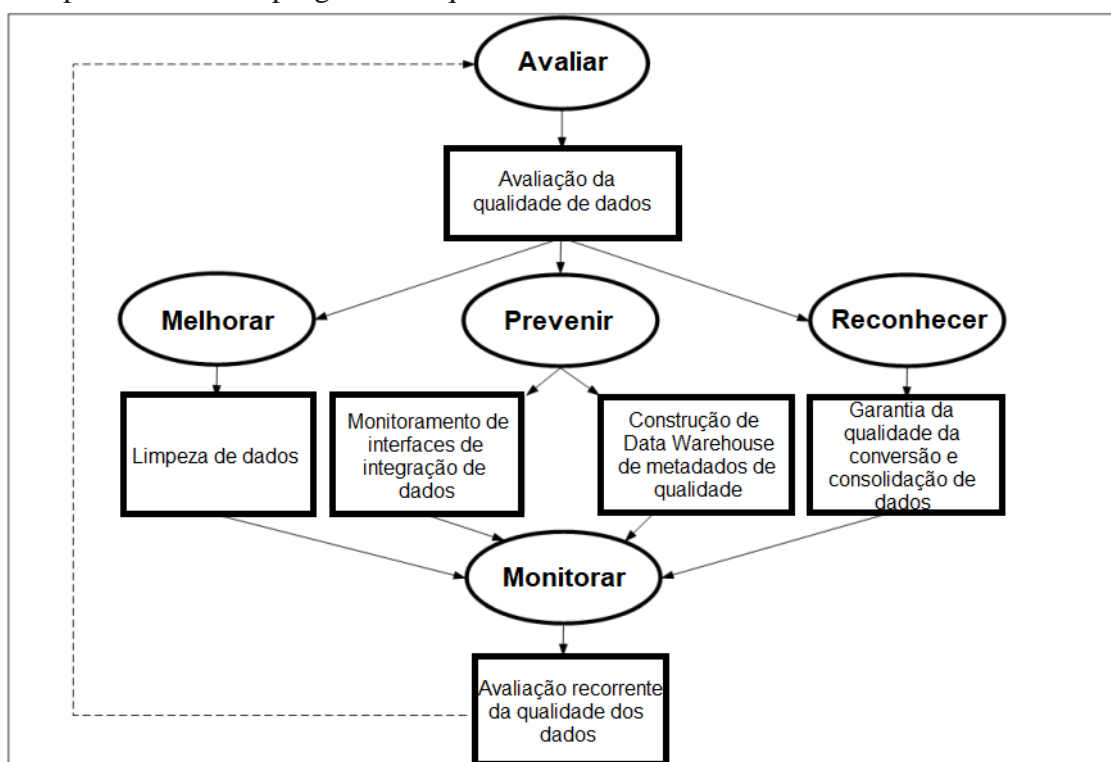 Avaliar
Avaliação da
qualidade de dados
Melhorar
Prevenir
Reconhecer
Limpeza de dados
Monitoramento de
interfaces de
integração de
dados
Construção de
Data Warehouse
de metadados de
qualidade
Garantia da
qualidade da
conversão e
consolidação de
dados
Monitorar
Avaliação recorrente
da qualidade dos
dados